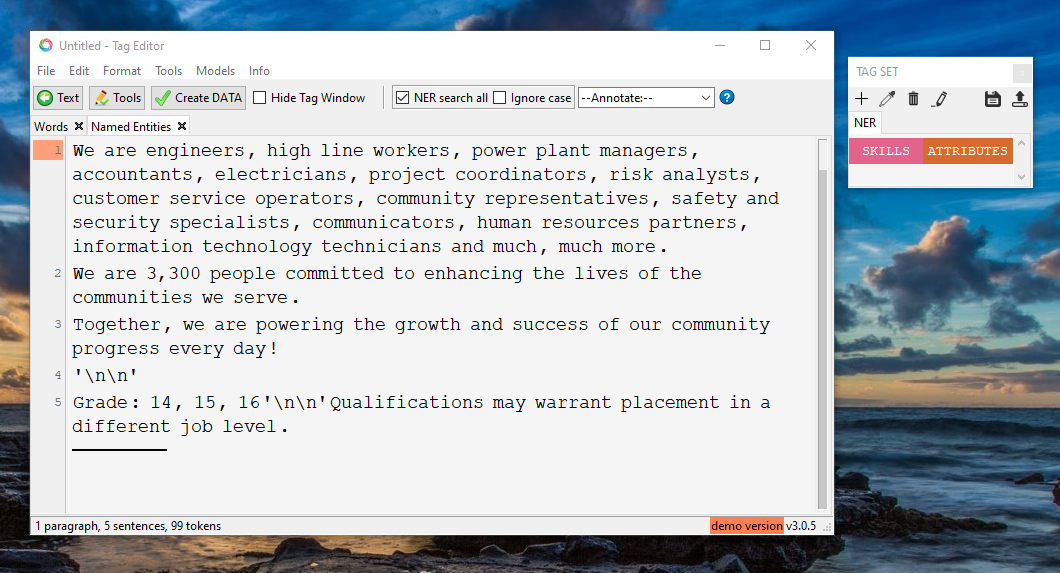 Untitled - Tag Editor
File Edit Format Tools Models Info
Text Tools Create DATA Hide Tag Window NER search all Ignore case --Annotate:-- ?
Words Named Entities
1 We are engineers, high line workers, power plant managers,
accountants, electricians, project coordinators, risk analysts,
customer service operators, community representatives, safety and
security specialists, communicators, human resources partners,
information technology technicians and much, much more.
2 We are 3,300 people committed to enhancing the lives of the
communities we serve.
3 Together, we are powering the growth and success of our community
progress every day!
4 '\n\n'
5 Grade: 14, 15, 16'\n\n'Qualifications may warrant placement in a
different job level.
1 paragraph, 5 sentences, 99 tokens demo version v3.0.5
TAG SET
NER
SKILLS ATTRIBUTES